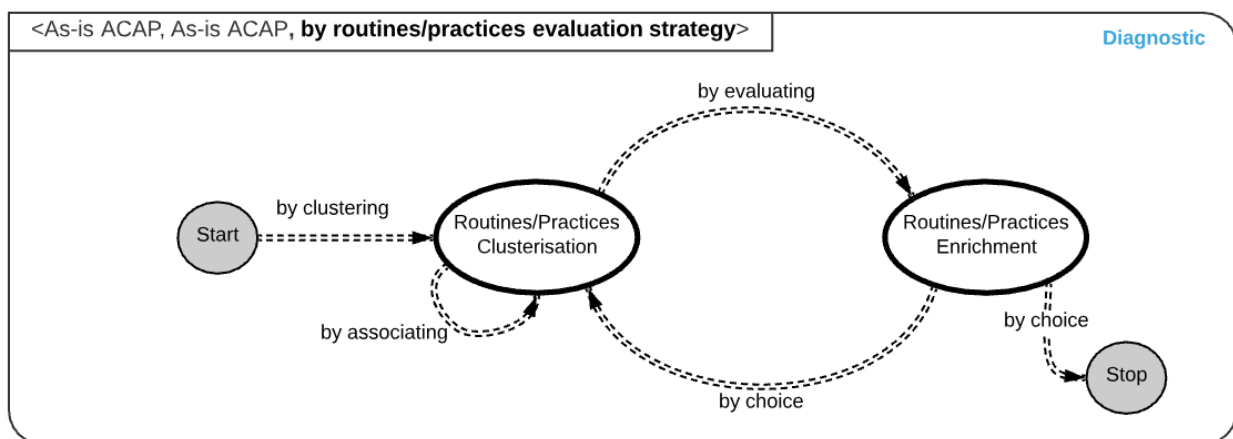 <As-is ACAP, As-is ACAP, by routines/practices evaluation strategy>
Diagnostic
by evaluating
by clustering
Start
Routines/Practices
Clusterisation
Routines/Practices
Enrichment
by associating
by choice
by choice
Stop